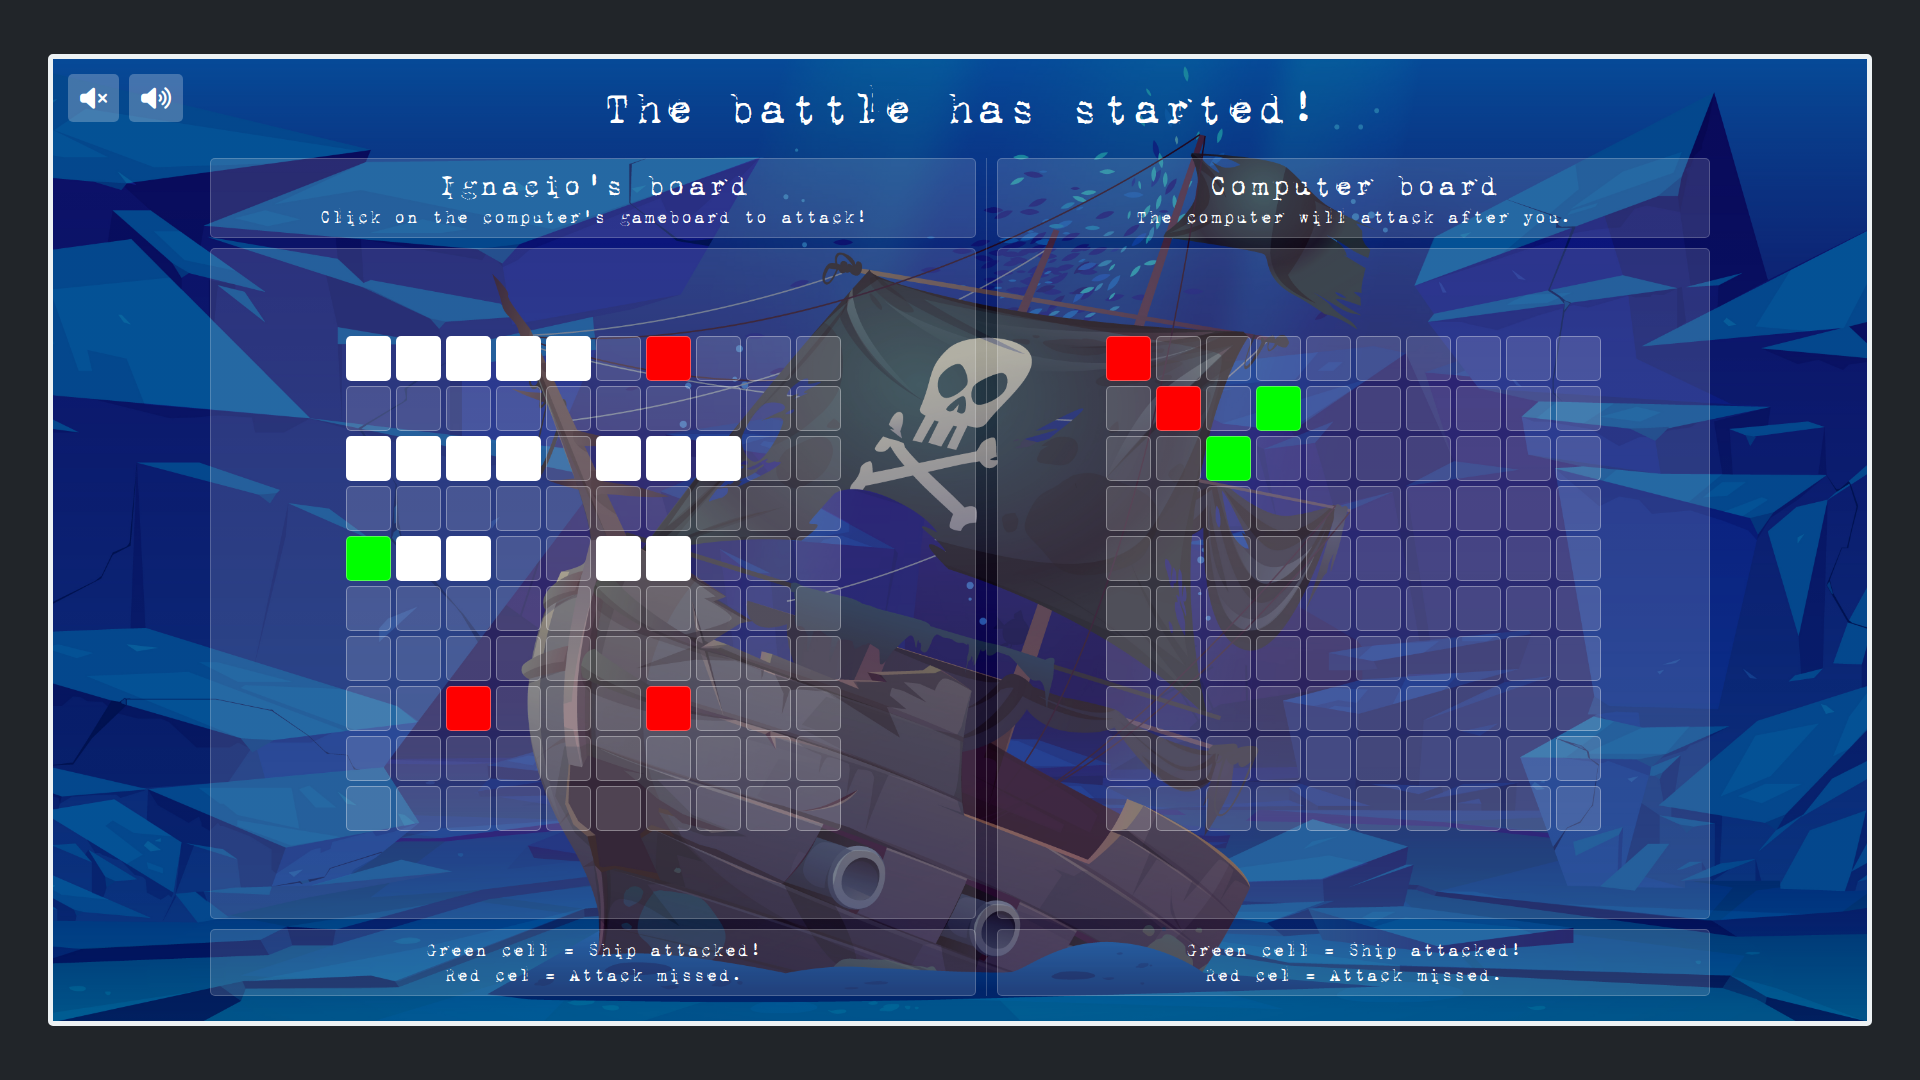 The battle has started!
Ignacio's board
Click on the computer's gameboard to attack!
Computer board
The computer will attack after you.
Green cell = Ship attacked!
Red cel = Attack missed.
Green cell = Ship attacked!
Red cel = Attack missed.